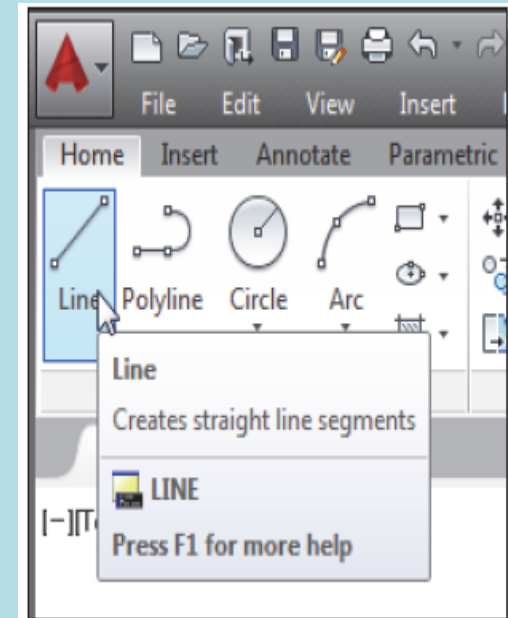 File Edit View Insert
Home Insert Annotate Parametric
Line Polyline Circle Arc
Line
Creates straight line segments
LINE
[−][T
Press F1 for more help